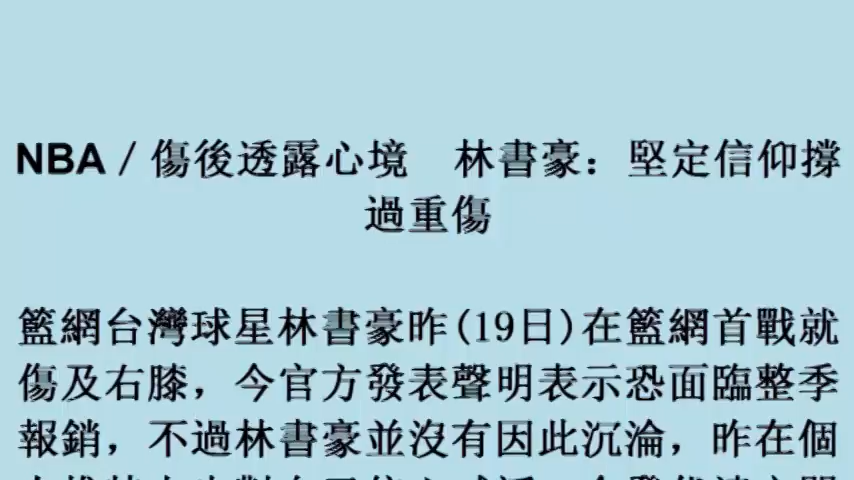 NBA／傷後透露心境　林書豪：堅定信仰撐
過重傷
籃網台灣球星林書豪昨(19日)在籃網首戰就
傷及右膝，今官方發表聲明表示恐面臨整季
報銷，不過林書豪並沒有因此沉淪，昨在個